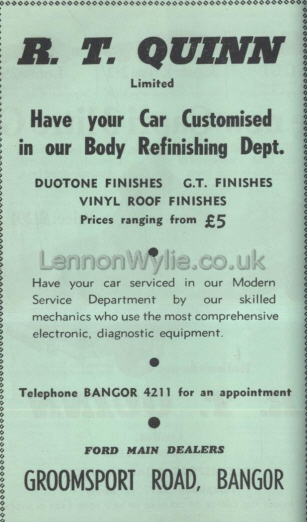 R. T. QUINN
Limited
Have your Car Customised
in our Body Refinishing Dept.
DUOTONE FINISHES G.T. FINISHES
VINYL ROOF FINISHES
Prices ranging from £5
LennonWylie.co.uk
Have your car serviced in our Modern
Service Department by our skilled
mechanics who use the most comprehensive
electronic, diagnostic equipment.
Telephone BANGOR 4211 for an appointment
FORD MAIN DEALERS
GROOMSPORT ROAD, BANGOR